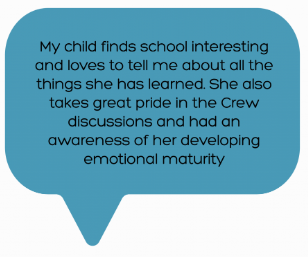 My child finds school interesting
and loves to tell me about all the
things she has learned. She also
takes great pride in the Crew
discussions and had an
awareness of her developing
emotional maturity